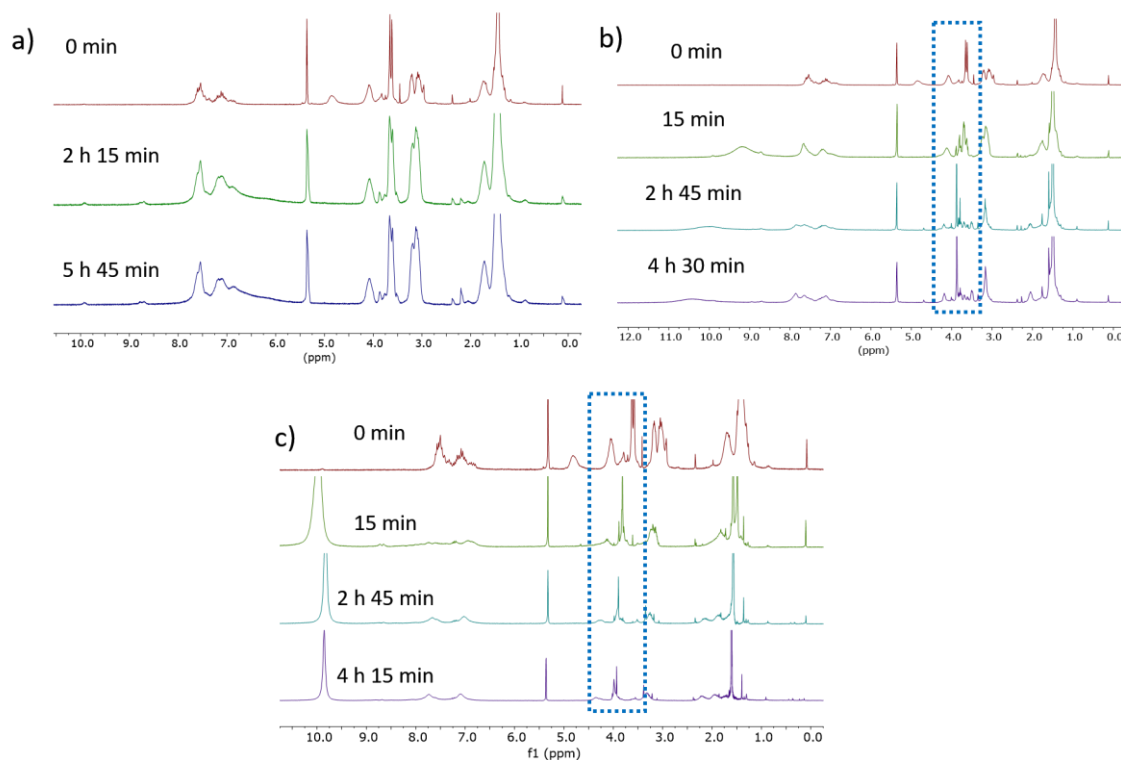 a)
0 min
2 h 15 min
5 h 45 min
10.0 9.0 8.0 7.0 6.0 5.0 4.0 3.0 2.0 1.0 0.0
(ppm)
b)
0 min
15 min
2 h 45 min
4 h 30 min
12.0 11.0 10.0 9.0 8.0 7.0 6.0 5.0 4.0 3.0 2.0 1.0 0.0
(ppm)
c)
0 min
15 min
2 h 45 min
4 h 15 min
10.0 9.0 8.0 7.0 6.0 5.0 4.0 3.0 2.0 1.0 0.0
f1 (ppm)